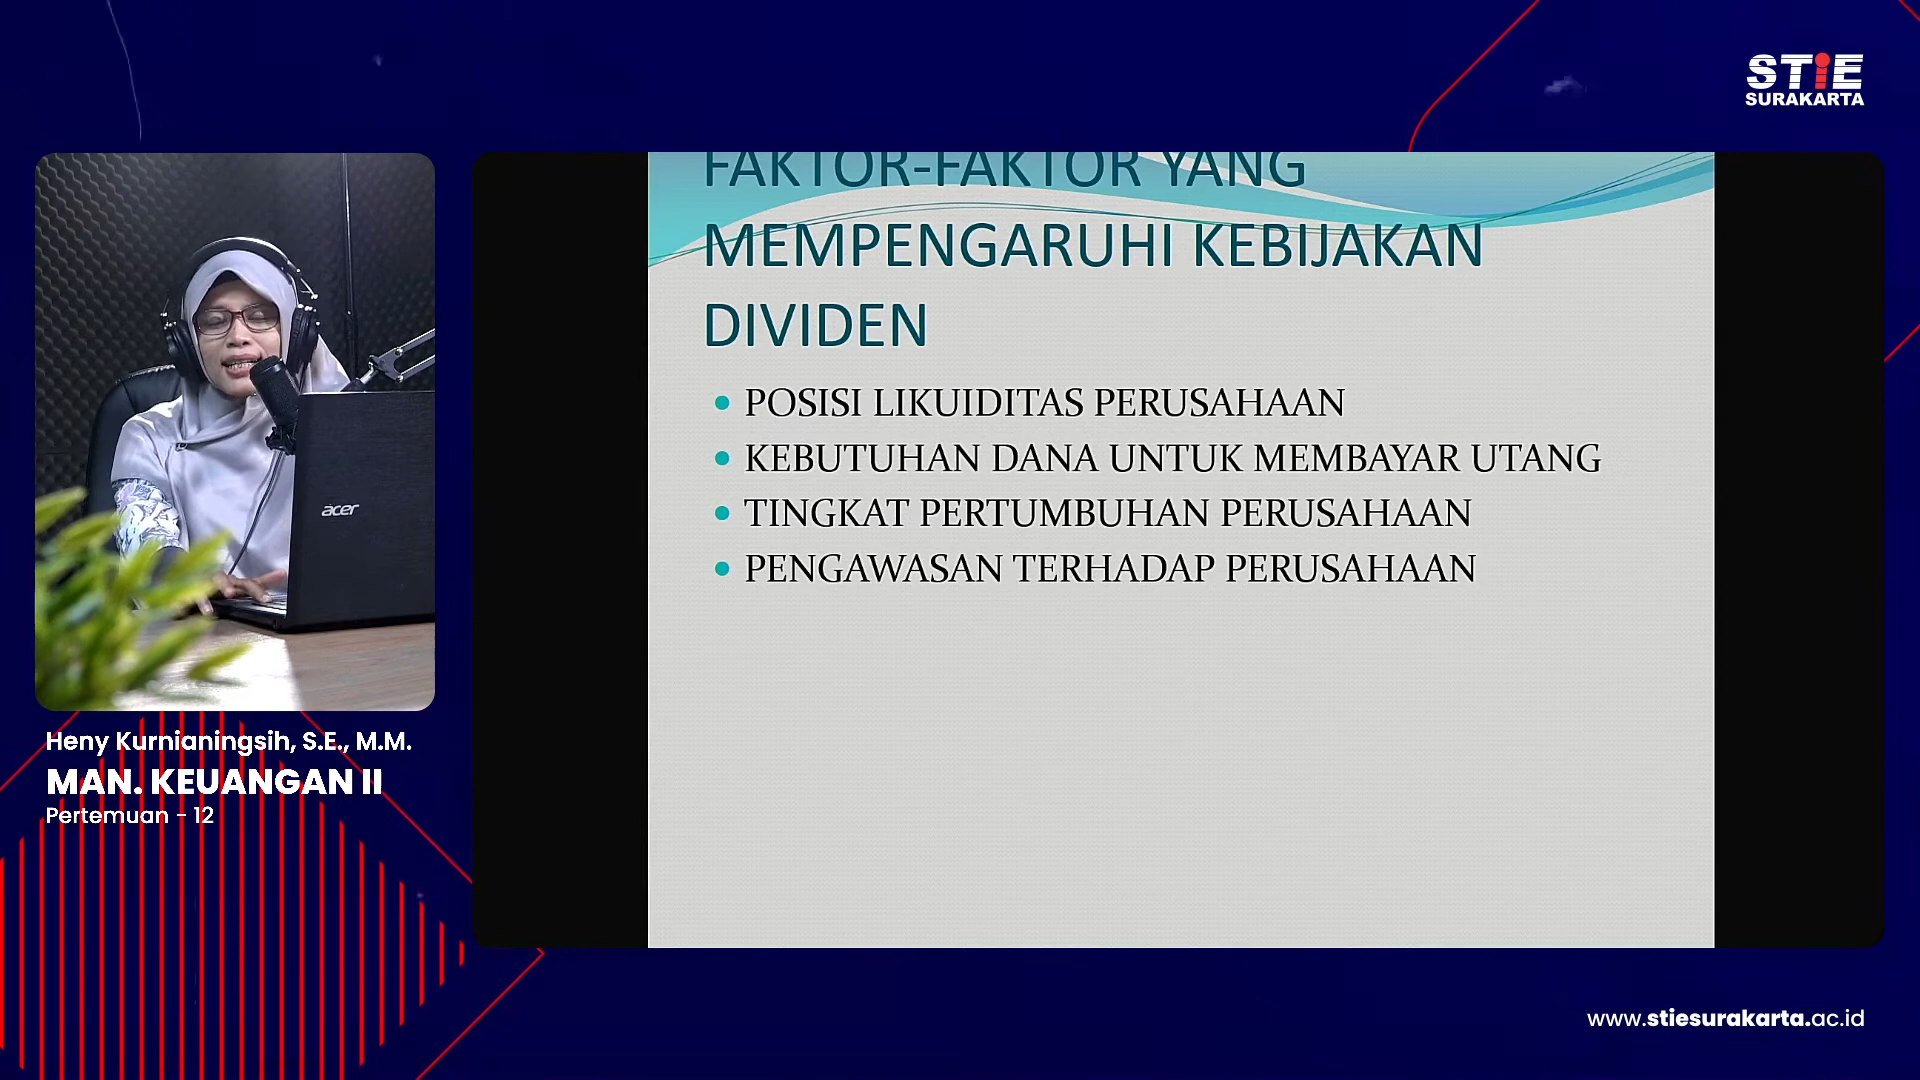 STiE
SURAKARTA
FAKTOR-FAKTOR YANG
MEMPENGARUHI KEBIJAKAN
DIVIDEN
• POSISI LIKUIDITAS PERUSAHAAN
• KEBUTUHAN DANA UNTUK MEMBAYAR UTANG
• TINGKAT PERTUMBUHAN PERUSAHAAN
• PENGAWASAN TERHADAP PERUSAHAAN
acer
Heny Kurnianingsih, S.E., M.M.
MAN. KEUANGAN II
Pertemuan - 12
www.stiesurakarta.ac.id